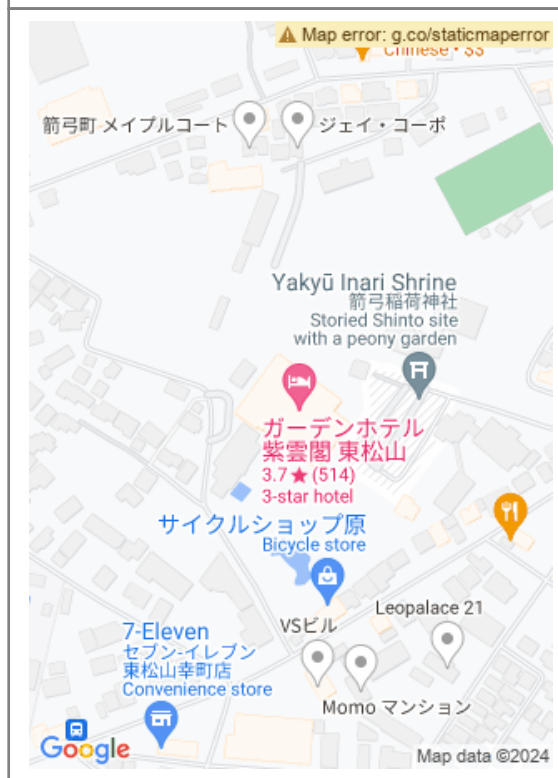 Map error: g.co/staticmaperror
Chinese • $$
箭弓町 メイプルコート
ジェイ・コーポ
Yakyū Inari Shrine
箭弓稲荷神社
Storied Shinto site
with a peony garden
ガーデンホテル
紫雲閣 東松山
3.7★(514)
3-star hotel
サイクルショップ原
Bicycle store
VSビル
Leopalace 21
7-Eleven
セブン-イレブン
東松山幸町店
Convenience store
Momo マンション
Google
Map data ©2024